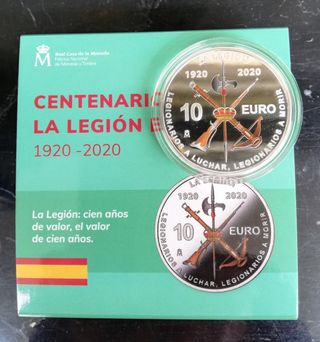 Real Casa de la Moneda
Fábrica Nacional
de Moneda y Timbre
CENTENARIO
LA LEGIÓN E
1920 -2020
La Legión: cien años
de valor, el valor
de cien años.
1920 2020
10 EURO
LEGIONARIOS A LUCHAR, LEGIONARIOS A MORIR
LA LEGIÓN
1920 2020
10 EURO
LEGIONARIOS A LUCHAR, LEGIONARIOS A MORIR